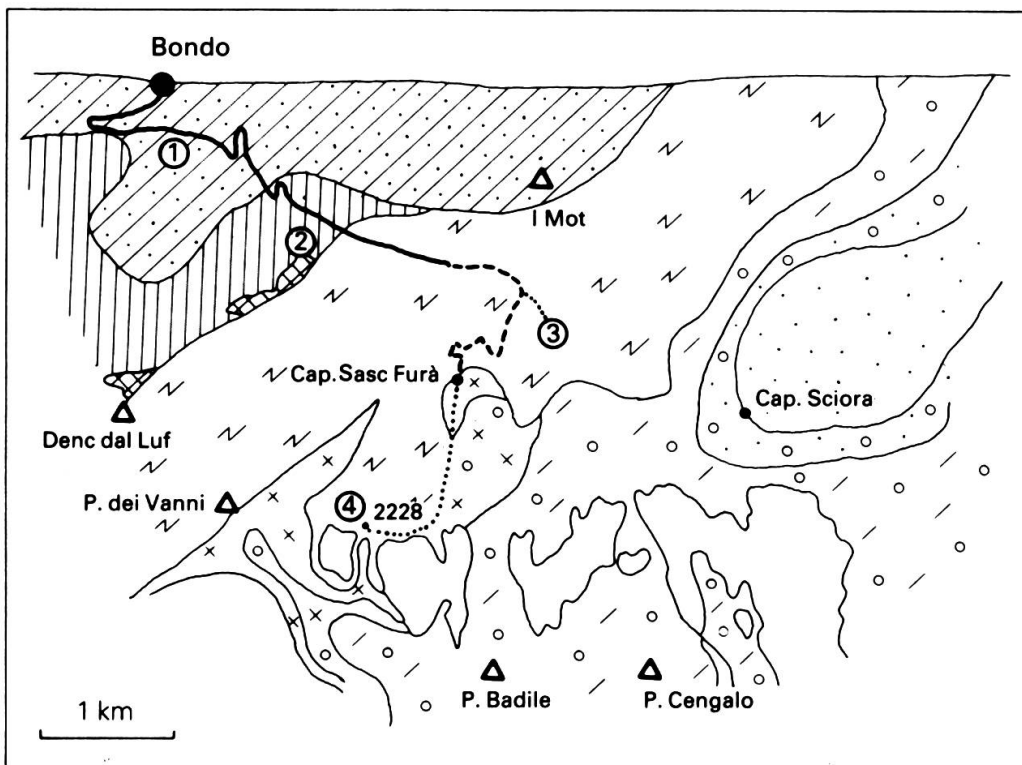 Bondo
1
I Mot
2
3
Cap. Sasc Furà
Cap. Sciora
Denc dal Luf
P. dei Vanni
4 2228
P. Badile
P. Cengalo
1 km